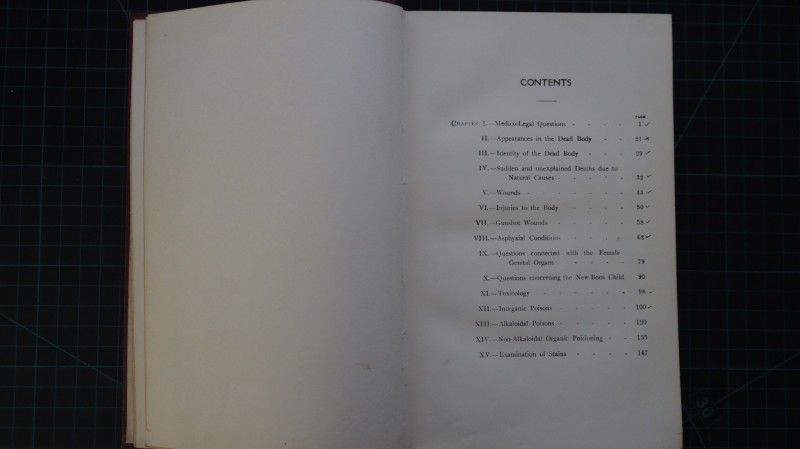 CONTENTS
PAGE
CHAPTER I.—Medico-Legal Questions - - - - 1
II.—Appearances in the Dead Body - - 21
III.—Identity of the Dead Body - - - 29
IV.—Sudden and unexplained Deaths due to
Natural Causes - - - - - 32
V.—Wounds - - - - - - 45
VI.—Injuries to the Body - - - - 50
VII.—Gunshot Wounds - - - - - 58
VIII.—Asphyxial Conditions - - - - 62
IX.—Questions connected with the Female
Genital Organs - - - - 79
X.—Questions concerning the New-Born Child
XI.—Toxicology - - - - - -
XII.—Inorganic Poisons - - - - - 100
XIII.—Alkaloidal Poisons - - - - -
XIV.—Non-Alkaloidal Organic Poisoning - - 133
XV.—Examination of Stains - - - - 147